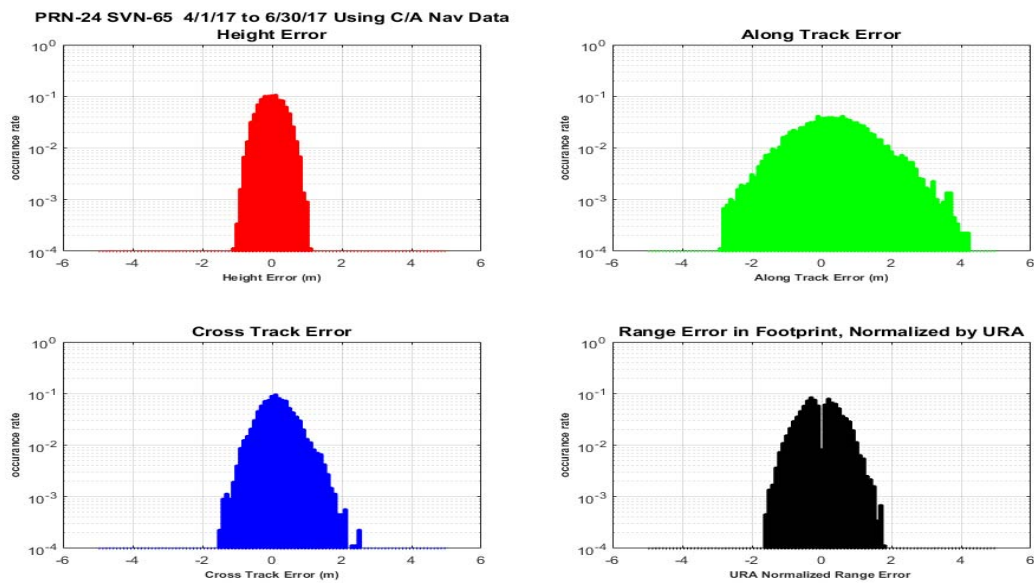 PRN-24 SVN-65 4/1/17 to 6/30/17 Using C/A Nav Data
Height Error
10^0
10^-1
10^-2
10^-3
10^-4
occurance rate
-6 -4 -2 0 2 4 6
Height Error (m)
Along Track Error
10^0
10^-1
10^-2
10^-3
10^-4
occurance rate
-6 -4 -2 0 2 4 6
Along Track Error (m)
Cross Track Error
10^0
10^-1
10^-2
10^-3
10^-4
occurance rate
-6 -4 -2 0 2 4 6
Cross Track Error (m)
Range Error in Footprint, Normalized by URA
10^0
10^-1
10^-2
10^-3
10^-4
occurance rate
-6 -4 -2 0 2 4 6
URA Normalized Range Error